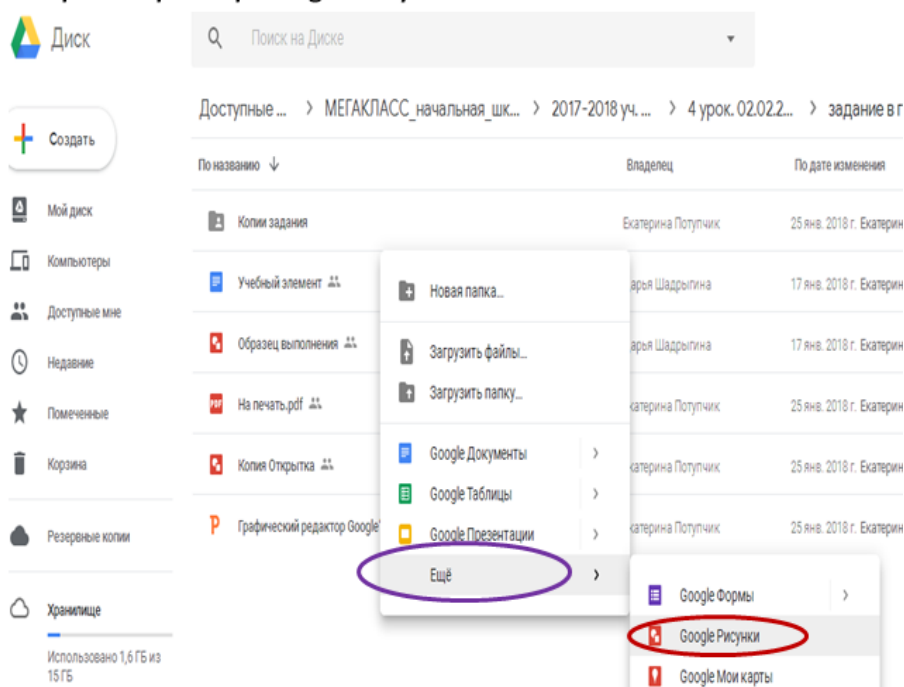 Диск
Поиск на Диске
Доступные ... > МЕГАКЛАСС_начальная_шк... > 2017-2018 уч. ... > 4 урок. 02.02.2... > задание в г
Создать
По названию ↓ Владелец По дате изменения
Мой диск
Компьютеры
Доступные мне
Недавние
Помеченные
Корзина
Резервные копии
Хранилище
Использовано 1,6 ГБ из
15 ГБ
Копии задания Екатерина Потупчик 25 янв. 2018 г. Екатерин
Учебный элемент арья Шадрыгина 17 янв. 2018 г. Екатерин
Образец выполнения арья Шадрыгина 17 янв. 2018 г. Екатерин
На печать.pdf катерина Потупчик 25 янв. 2018 г. Екатерин
Копия Открытка катерина Потупчик 25 янв. 2018 г. Екатерин
Графический редактор Google' катерина Потупчик 25 янв. 2018 г. Екатерин
Новая папка...
Загрузить файлы...
Загрузить папку...
Google Документы
Google Таблицы
Google Презентации
Ещё
Google Формы
Google Рисунки
Google Мои карты